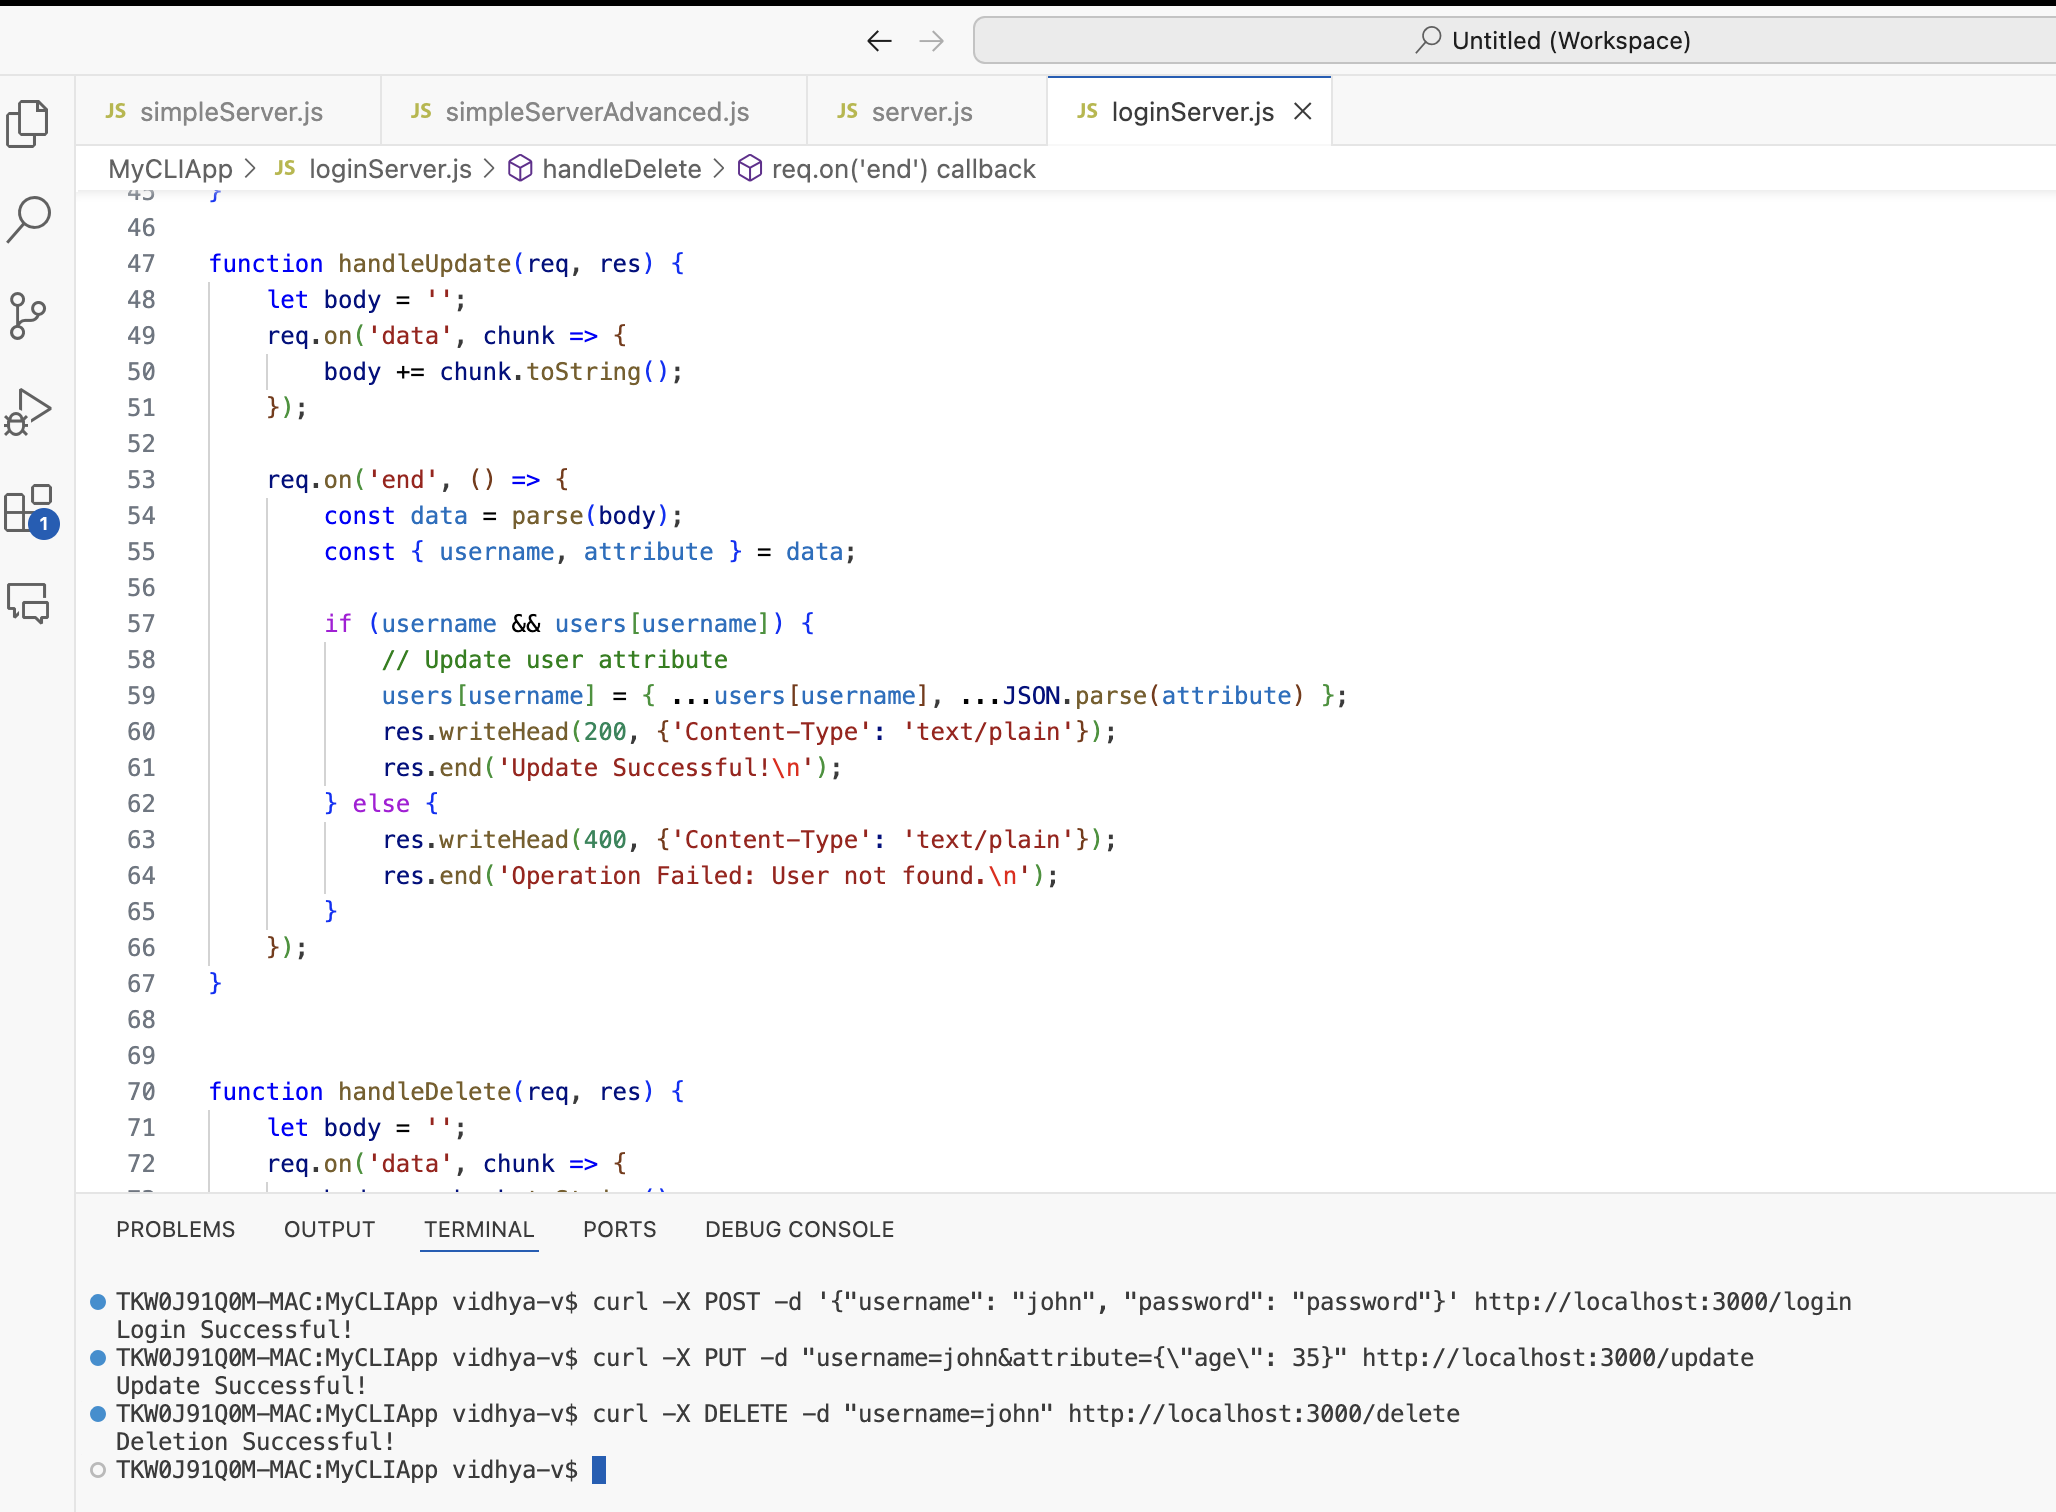 Untitled (Workspace)
JS simpleServer.js JS simpleServerAdvanced.js JS server.js JS loginServer.js
MyCLIApp > JS loginServer.js > handleDelete > req.on('end') callback
45 }
46
47 function handleUpdate(req, res) {
48 let body = '';
49 req.on('data', chunk => {
50 body += chunk.toString();
51 });
52
53 req.on('end', () => {
54 const data = parse(body);
55 const { username, attribute } = data;
56
57 if (username && users[username]) {
58 // Update user attribute
59 users[username] = { ...users[username], ...JSON.parse(attribute) };
60 res.writeHead(200, {'Content-Type': 'text/plain'});
61 res.end('Update Successful!\n');
62 } else {
63 res.writeHead(400, {'Content-Type': 'text/plain'});
64 res.end('Operation Failed: User not found.\n');
65 }
66 });
67 }
68
69
70 function handleDelete(req, res) {
71 let body = '';
72 req.on('data', chunk => {
1
PROBLEMS OUTPUT TERMINAL PORTS DEBUG CONSOLE
TKW0J91Q0M-MAC:MyCLIApp vidhya-v$ curl -X POST -d '{"username": "john", "password": "password"}' http://localhost:3000/login
Login Successful!
TKW0J91Q0M-MAC:MyCLIApp vidhya-v$ curl -X PUT -d "username=john&attribute={\"age\": 35}" http://localhost:3000/update
Update Successful!
TKW0J91Q0M-MAC:MyCLIApp vidhya-v$ curl -X DELETE -d "username=john" http://localhost:3000/delete
Deletion Successful!
TKW0J91Q0M-MAC:MyCLIApp vidhya-v$